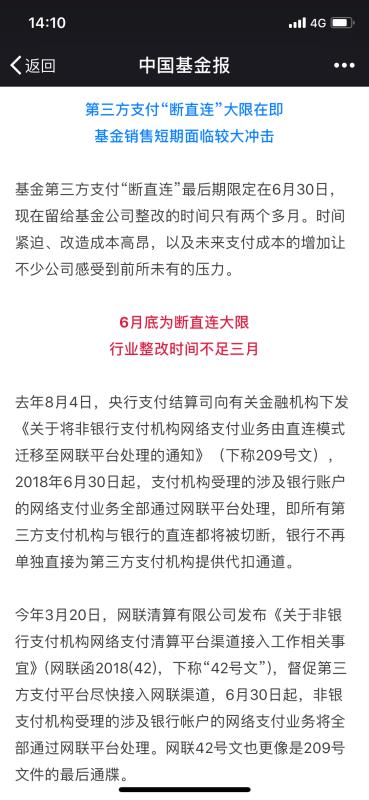 14:10
4G
返回
中国基金报
第三方支付“断直连”大限在即
基金销售短期面临较大冲击
基金第三方支付“断直连”最后期限定在6月30日，
现在留给基金公司整改的时间只有两个多月。时间
紧迫、改造成本高昂，以及未来支付成本的增加让
不少公司感受到前所未有的压力。
6月底为断直连大限
行业整改时间不足三月
去年8月4日，央行支付结算司向有关金融机构下发
《关于将非银行支付机构网络支付业务由直连模式
迁移至网联平台处理的通知》（下称209号文），
2018年6月30日起，支付机构受理的涉及银行账户
的网络支付业务全部通过网联平台处理，即所有第
三方支付机构与银行的直连都将被切断，银行不再
单独直接为第三方支付机构提供代扣通道。
今年3月20日，网联清算有限公司发布《关于非银
行支付机构网络支付清算平台渠道接入工作相关事
宜》(网联函2018(42)，下称“42号文”)，督促第三
方支付平台尽快接入网联渠道，6月30日起，非银
支付机构受理的涉及银行帐户的网络支付业务将全
部通过网联平台处理。网联42号文也更像是209号
文件的最后通牒。